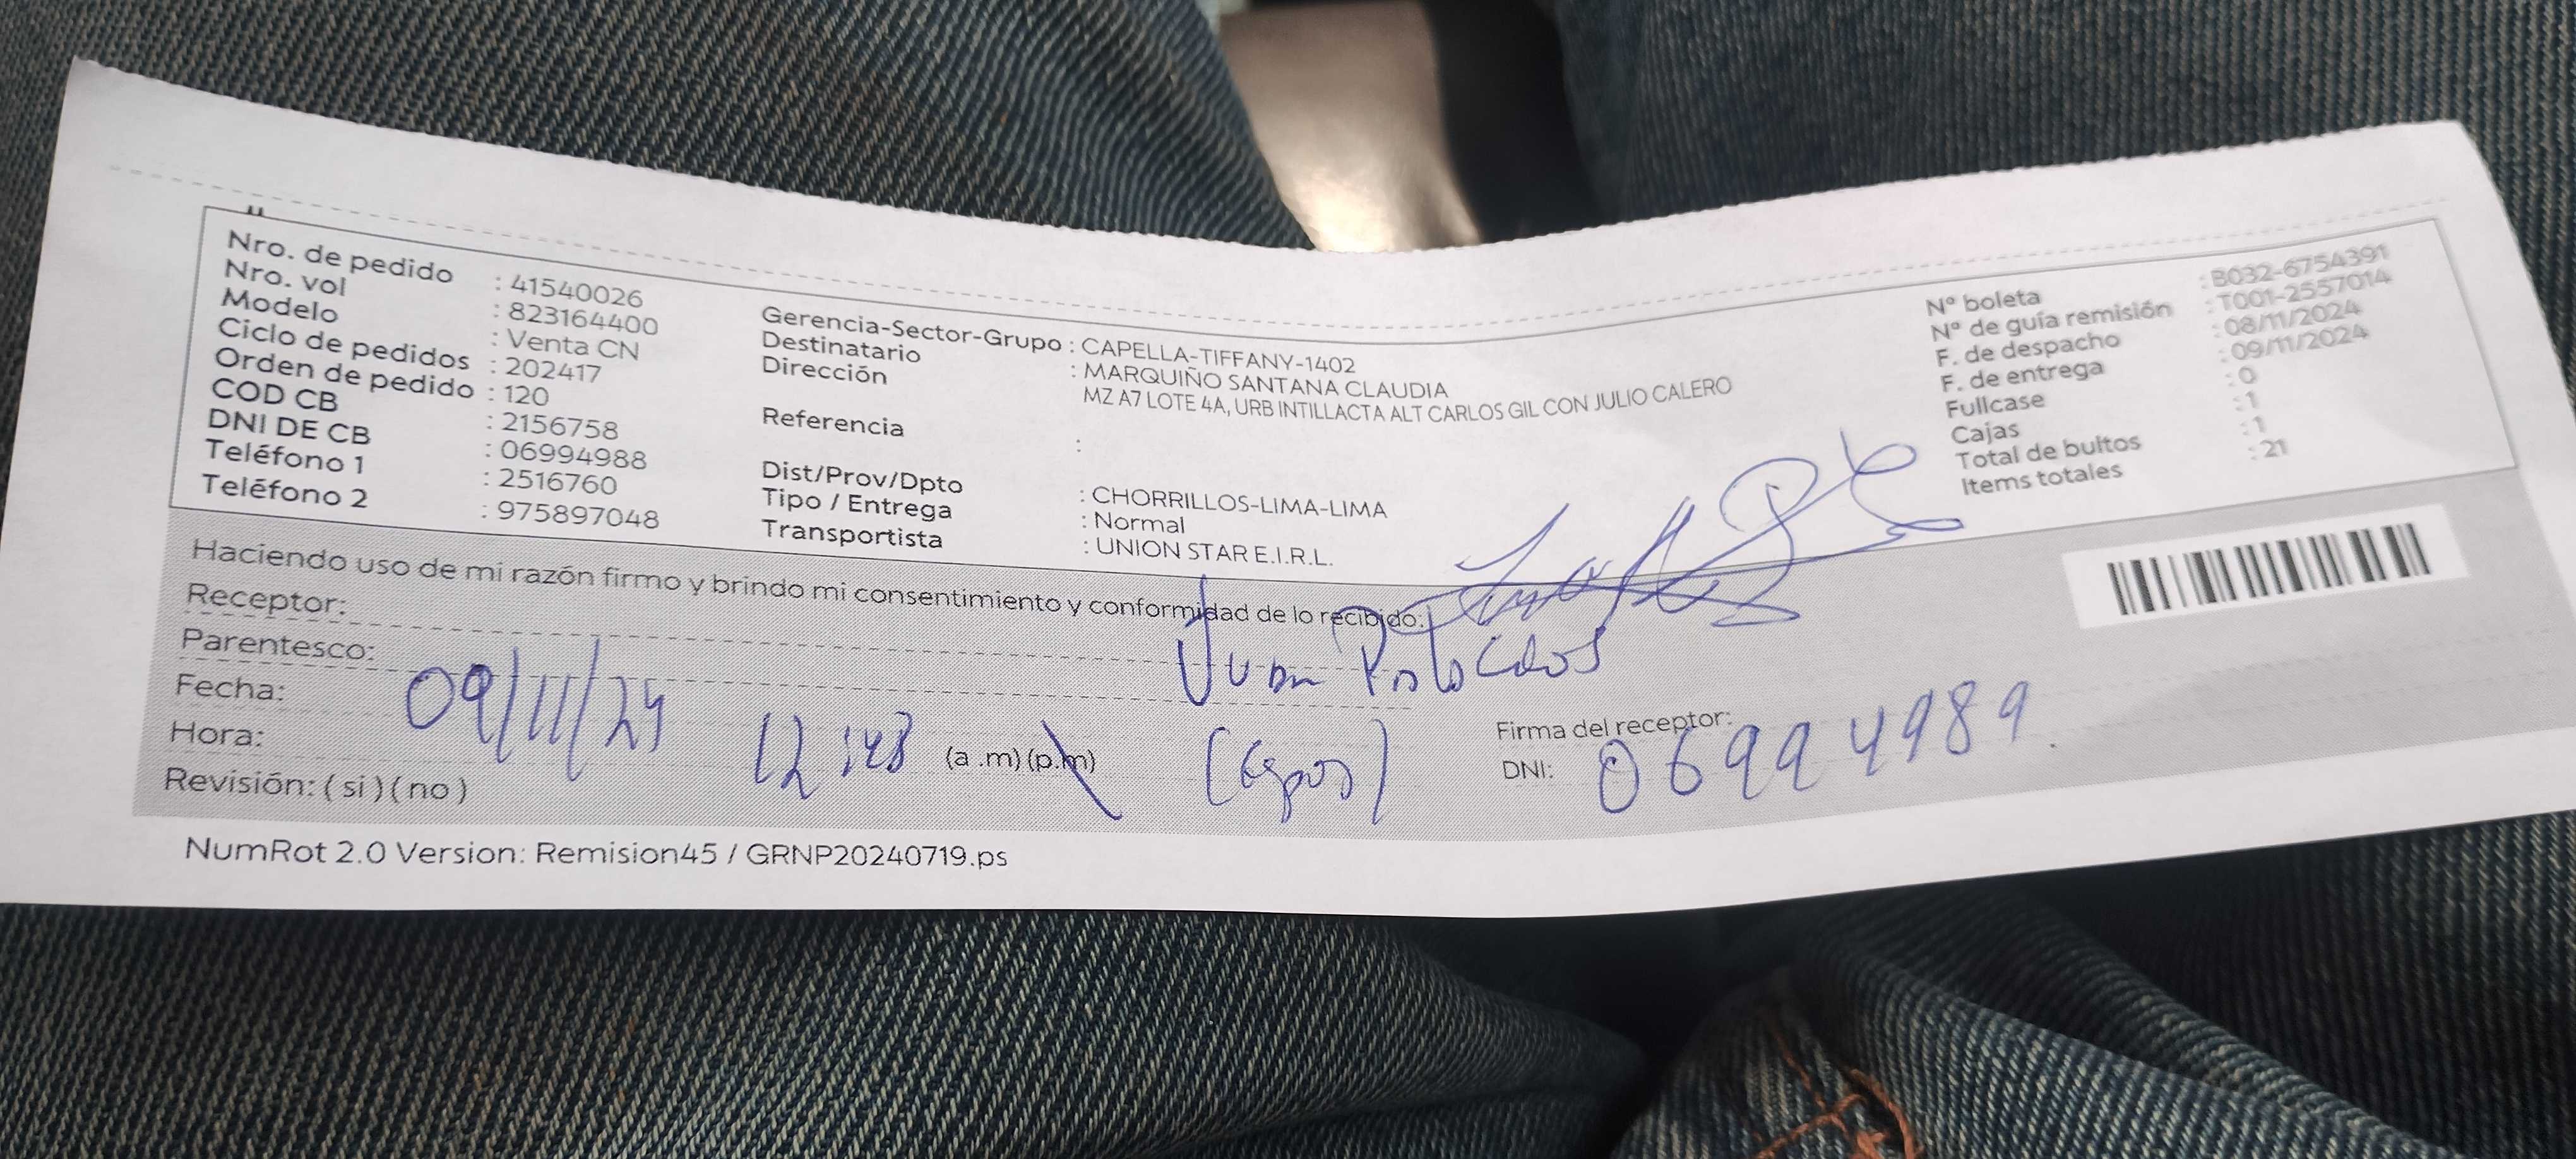 Nro. de pedido : 41540026
Nro. vol : 823164400
Modelo : Venta CN
Ciclo de pedidos : 202417
Orden de pedido : 120
COD CB : 2156758
DNI DE CB : 06994988
Teléfono 1 : 2516760
Teléfono 2 : 975897048
Gerencia-Sector-Grupo : CAPELLA-TIFFANY-1402
Destinatario : MARQUIÑO SANTANA CLAUDIA
Dirección MZ A7 LOTE 4A, URB INTILLACTA ALT CARLOS GIL CON JULIO CALERO
Referencia :
Dist/Prov/Dpto : CHORRILLOS-LIMA-LIMA
Tipo / Entrega : Normal
Transportista : UNION STAR E.I.R.L.
N° boleta : B032-6754391
N° de guía remisión : T001-2557014
F. de despacho : 08/11/2024
F. de entrega : 09/11/2024
Fullcase : 0
Cajas : 1
Total de bultos : 1
Items totales : 21
Haciendo uso de mi razón firmo y brindo mi consentimiento y conformidad de lo recibido:
Receptor: Juan
Parentesco:
Fecha: 09/11/24
Hora: 12:48 (a .m) (p.m)
Revisión: ( si ) ( no )
Firma del receptor:
DNI: 06994989
NumRot 2.0 Version: Remision45 / GRNP20240719.ps